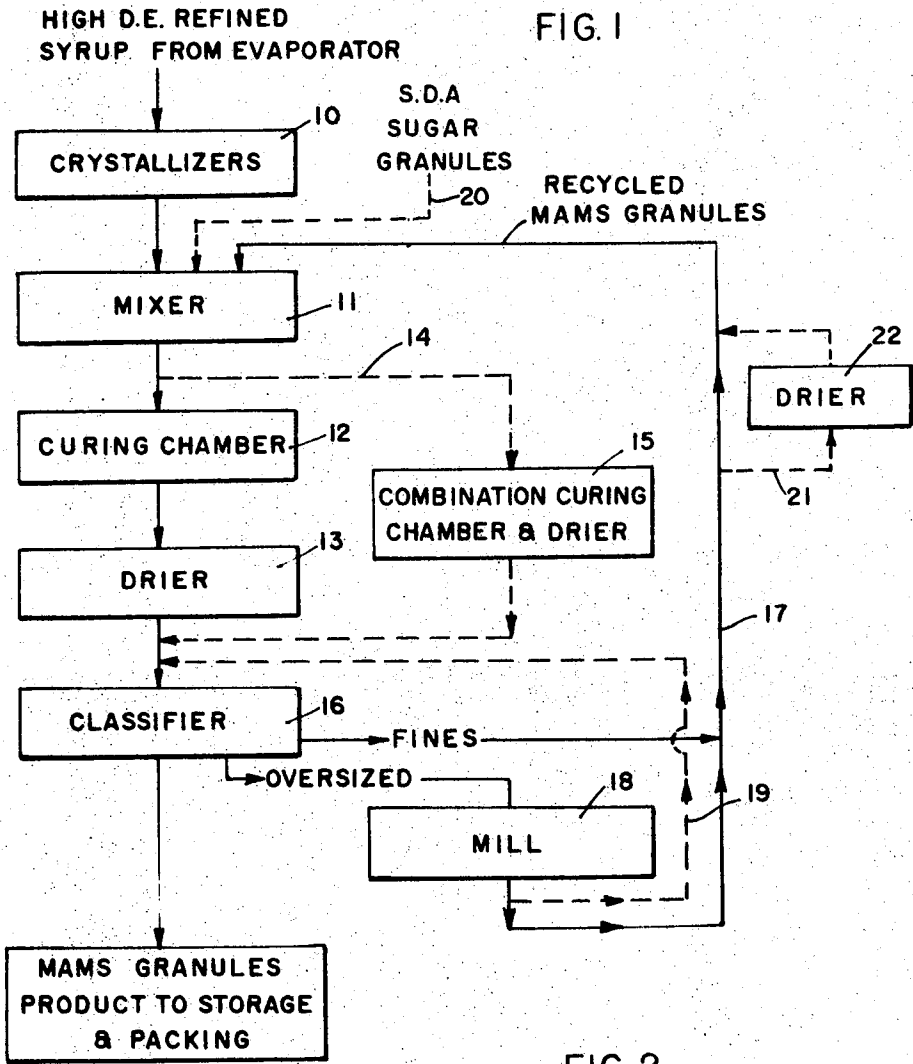 HIGH D.E. REFINED
SYRUP FROM EVAPORATOR
FIG. 1
10
CRYSTALLIZERS
S.D.A
SUGAR
GRANULES
20
RECYCLED
MAMS GRANULES
MIXER
11
14
22
DRIER
21
CURING CHAMBER
12
15
COMBINATION CURING
CHAMBER & DRIER
13
DRIER
17
CLASSIFIER
16
FINES
OVERSIZED
18
MILL
19
MAMS GRANULES
PRODUCT TO STORAGE
& PACKING
FIG. 2